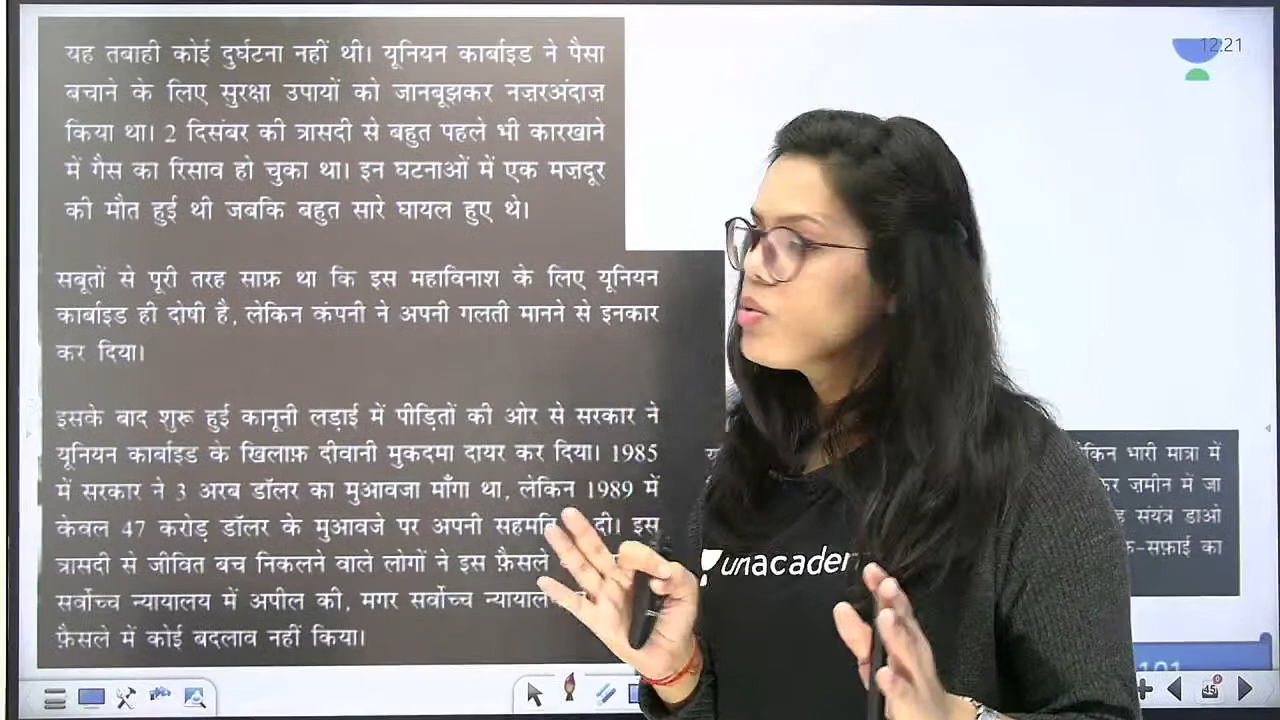 12:21
यह तबाही कोई दुर्घटना नहीं थी। यूनियन कार्बाइड ने पैसा
बचाने के लिए सुरक्षा उपायों को जानबूझकर नज़रअंदाज़
किया था। 2 दिसंबर की त्रासदी से बहुत पहले भी कारखाने
में गैस का रिसाव हो चुका था। इन घटनाओं में एक मज़दूर
की मौत हुई थी जबकि बहुत सारे घायल हुए थे।
सबूतों से पूरी तरह साफ़ था कि इस महाविनाश के लिए यूनियन
कार्बाइड ही दोषी है, लेकिन कंपनी ने अपनी गलती मानने से इनकार
कर दिया।
इसके बाद शुरू हुई कानूनी लड़ाई में पीड़ितों की ओर से सरकार ने
यूनियन कार्बाइड के खिलाफ़ दीवानी मुकदमा दायर कर दिया। 1985
में सरकार ने 3 अरब डॉलर का मुआवजा माँगा था, लेकिन 1989 में
केवल 47 करोड़ डॉलर के मुआवजे पर अपनी दी। इस
त्रासदी से जीवित बच निकलने वाले लोगों ने इस फ़ैसले
सर्वोच्च न्यायालय में अपील की, मगर सर्वोच्च
फ़ैसले में कोई बदलाव नहीं किया।
भारी मात्रा में
ज़मीन में जा
संयंत्र डाओ
का
unacadem
45